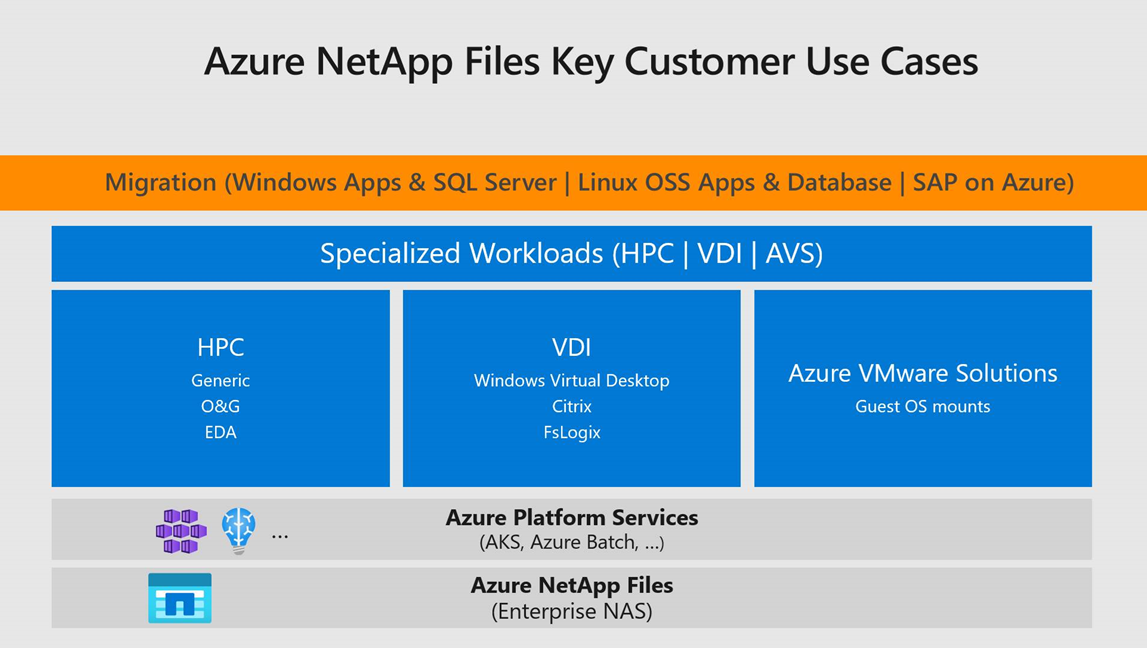 Azure NetApp Files Key Customer Use Cases
Migration (Windows Apps & SQL Server | Linux OSS Apps & Database | SAP on Azure)
Specialized Workloads (HPC | VDI | AVS)
HPC
Generic
O&G
EDA
VDI
Windows Virtual Desktop
Citrix
FsLogix
Azure VMware Solutions
Guest OS mounts
...
Azure Platform Services
(AKS, Azure Batch, ...)
Azure NetApp Files
(Enterprise NAS)